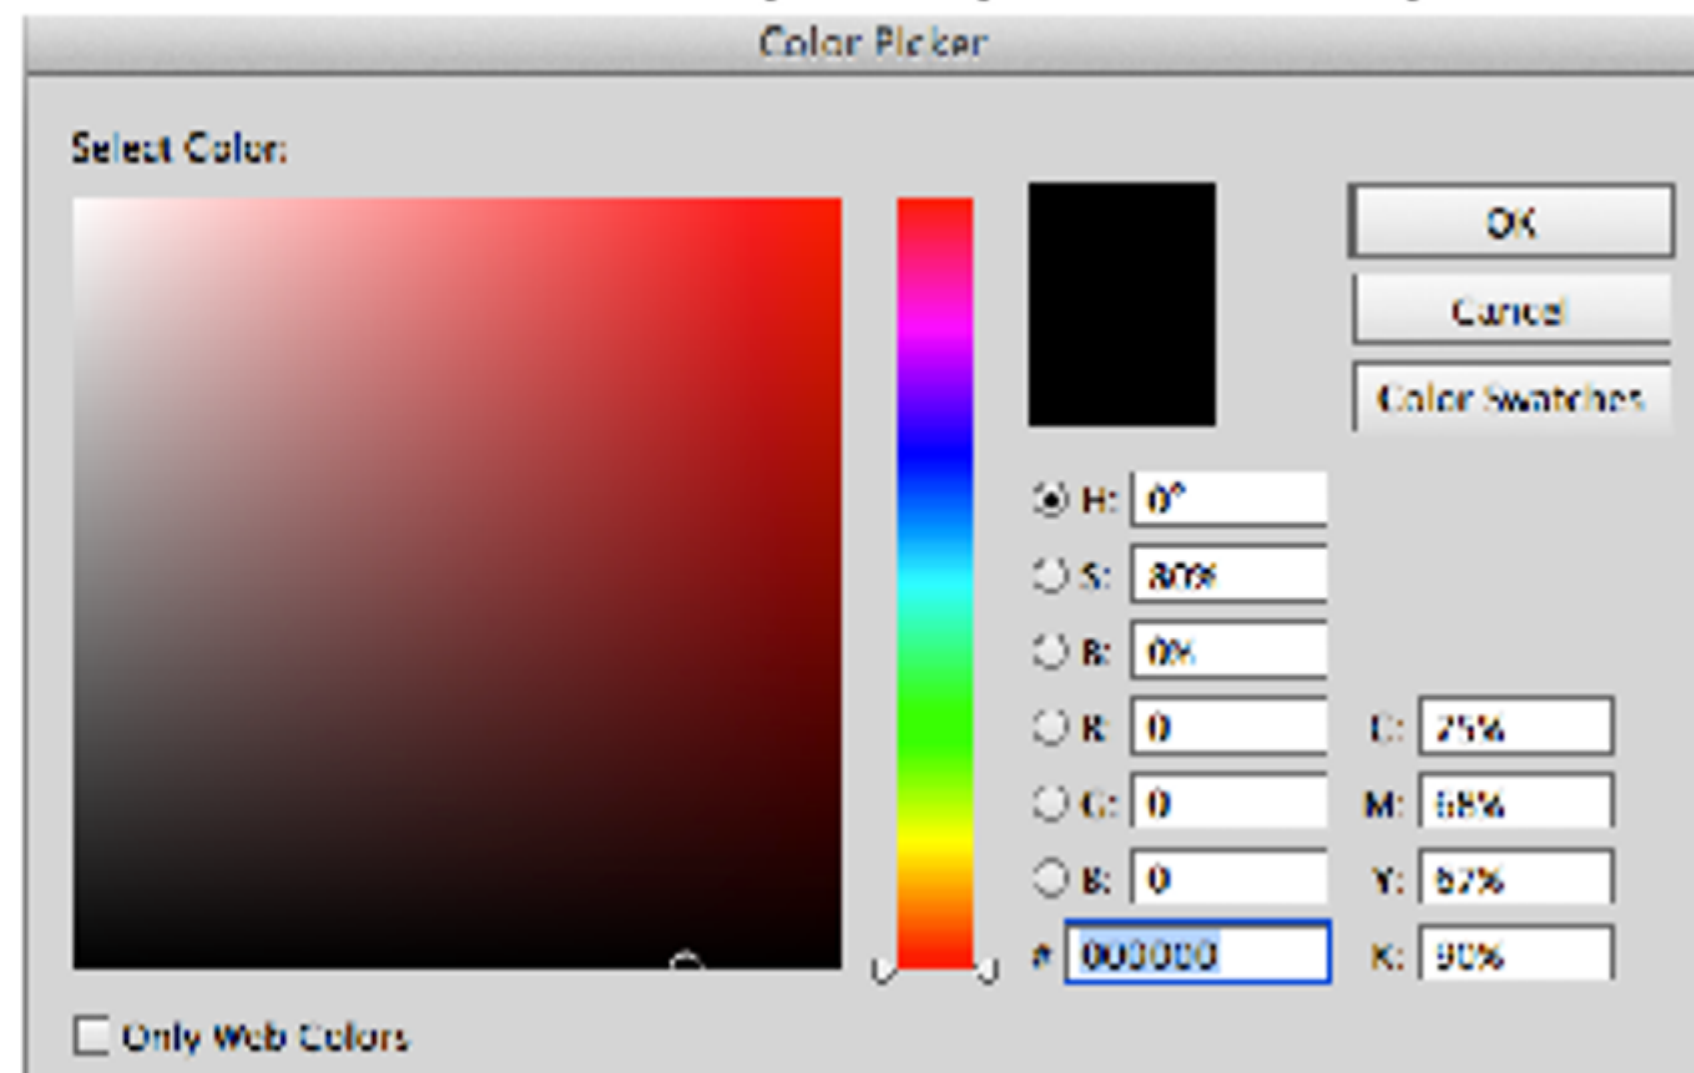 Color Picker
Select Color:
OK
Cancel
Color Swatches
H: 0°
S: 80%
B: 0%
R: 0
C: 75%
G: 0
M: 68%
B: 0
Y: 67%
# 000000
K: 90%
Only Web Colors